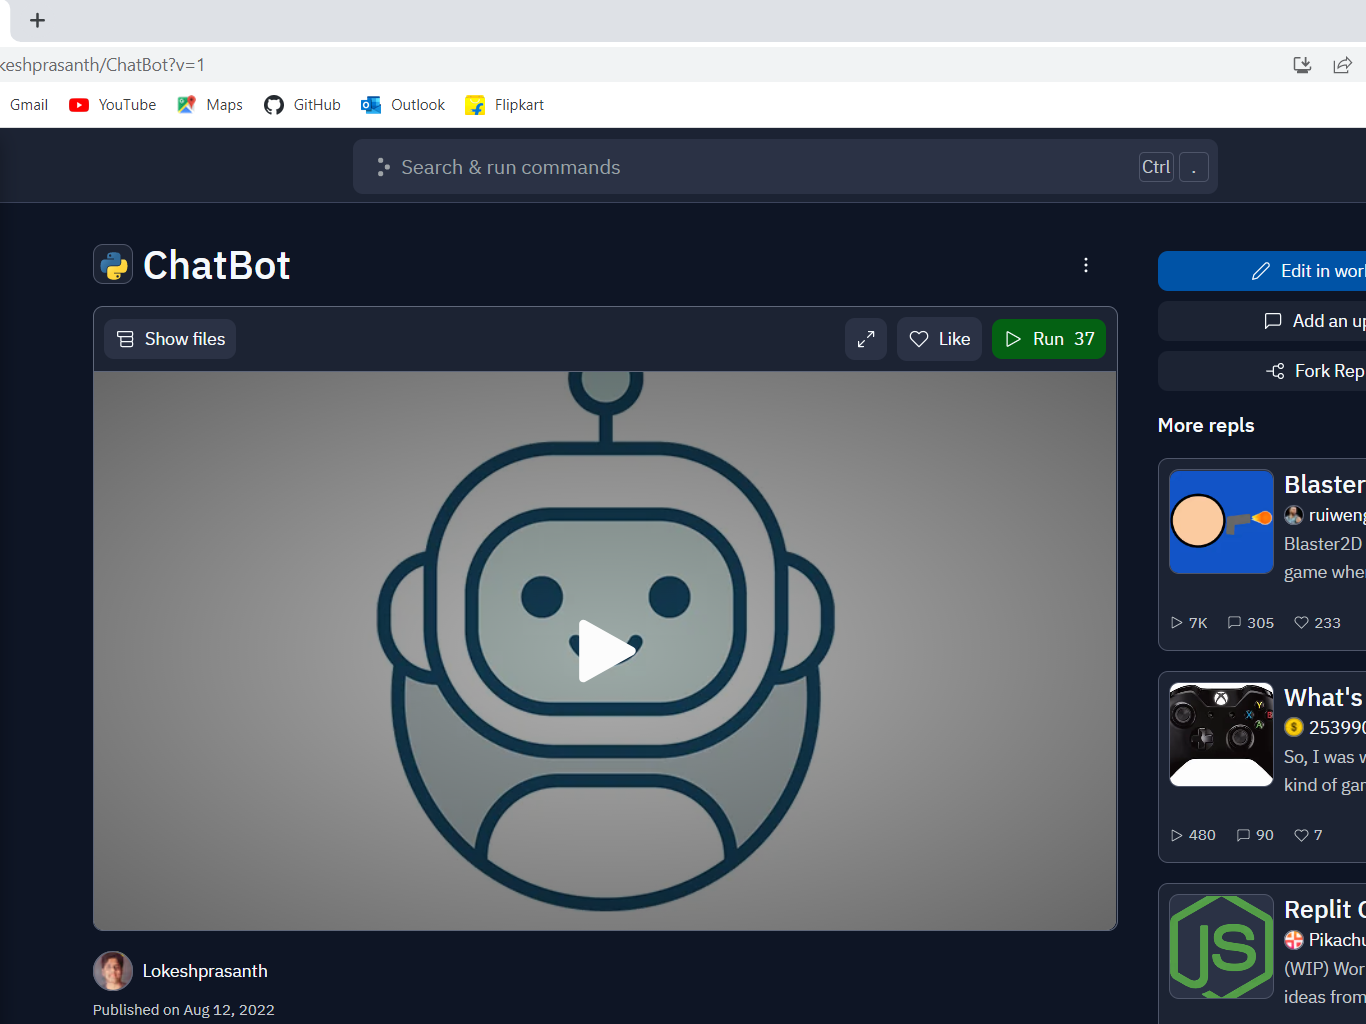 keshprasanth/ChatBot?v=1
Gmail YouTube Maps GitHub Outlook Flipkart
Search & run commands Ctrl .
ChatBot
Show files Like Run 37
Lokeshprasanth
Published on Aug 12, 2022
Edit in work
Add an up
Fork Rep
More repls
Blaster
ruiweng
Blaster2D
game whe
7K 305 233
What's
253990
So, I was w
kind of gar
480 90 7
JS
Replit
Pikachu
(WIP) Wor
ideas from